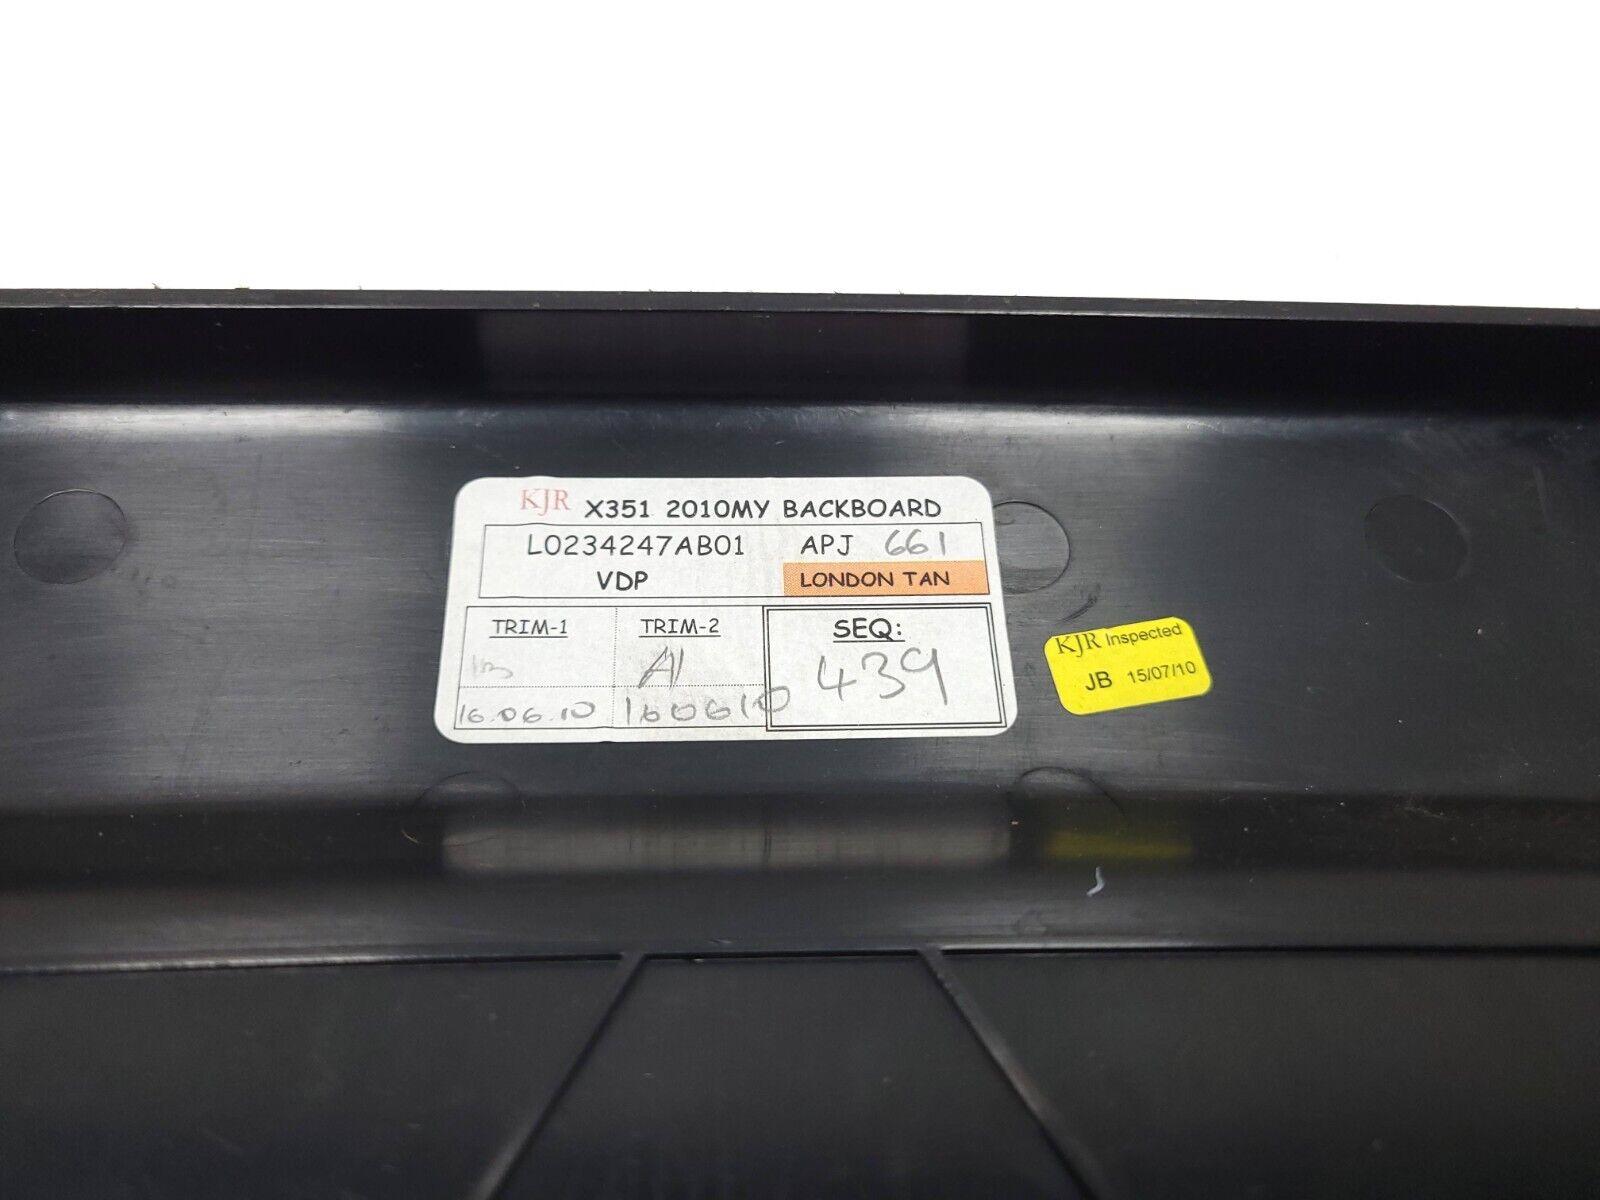 KJR X351 2010MY BACKBOARD
L0234247AB01 APJ 661
VDP LONDON TAN
TRIM-1 TRIM-2 SEQ:
439
16.06.10 160610
KJR Inspected
JB 15/07/10